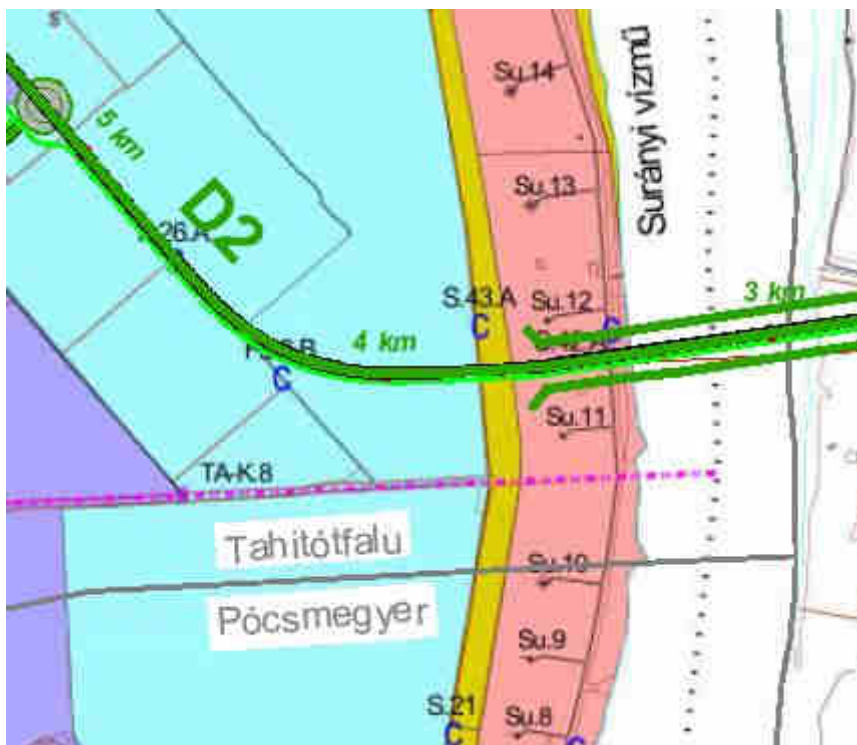 Su.14
Surányi vízmű
5 km
Su.13
D2
S.43.A
Su.12
3 km
4 km
Su.11
TA-K.8
Tahitótfalu
Su.10
Pócsmegyer
Su.9
S.21
Su.8
C
C
C
C
C